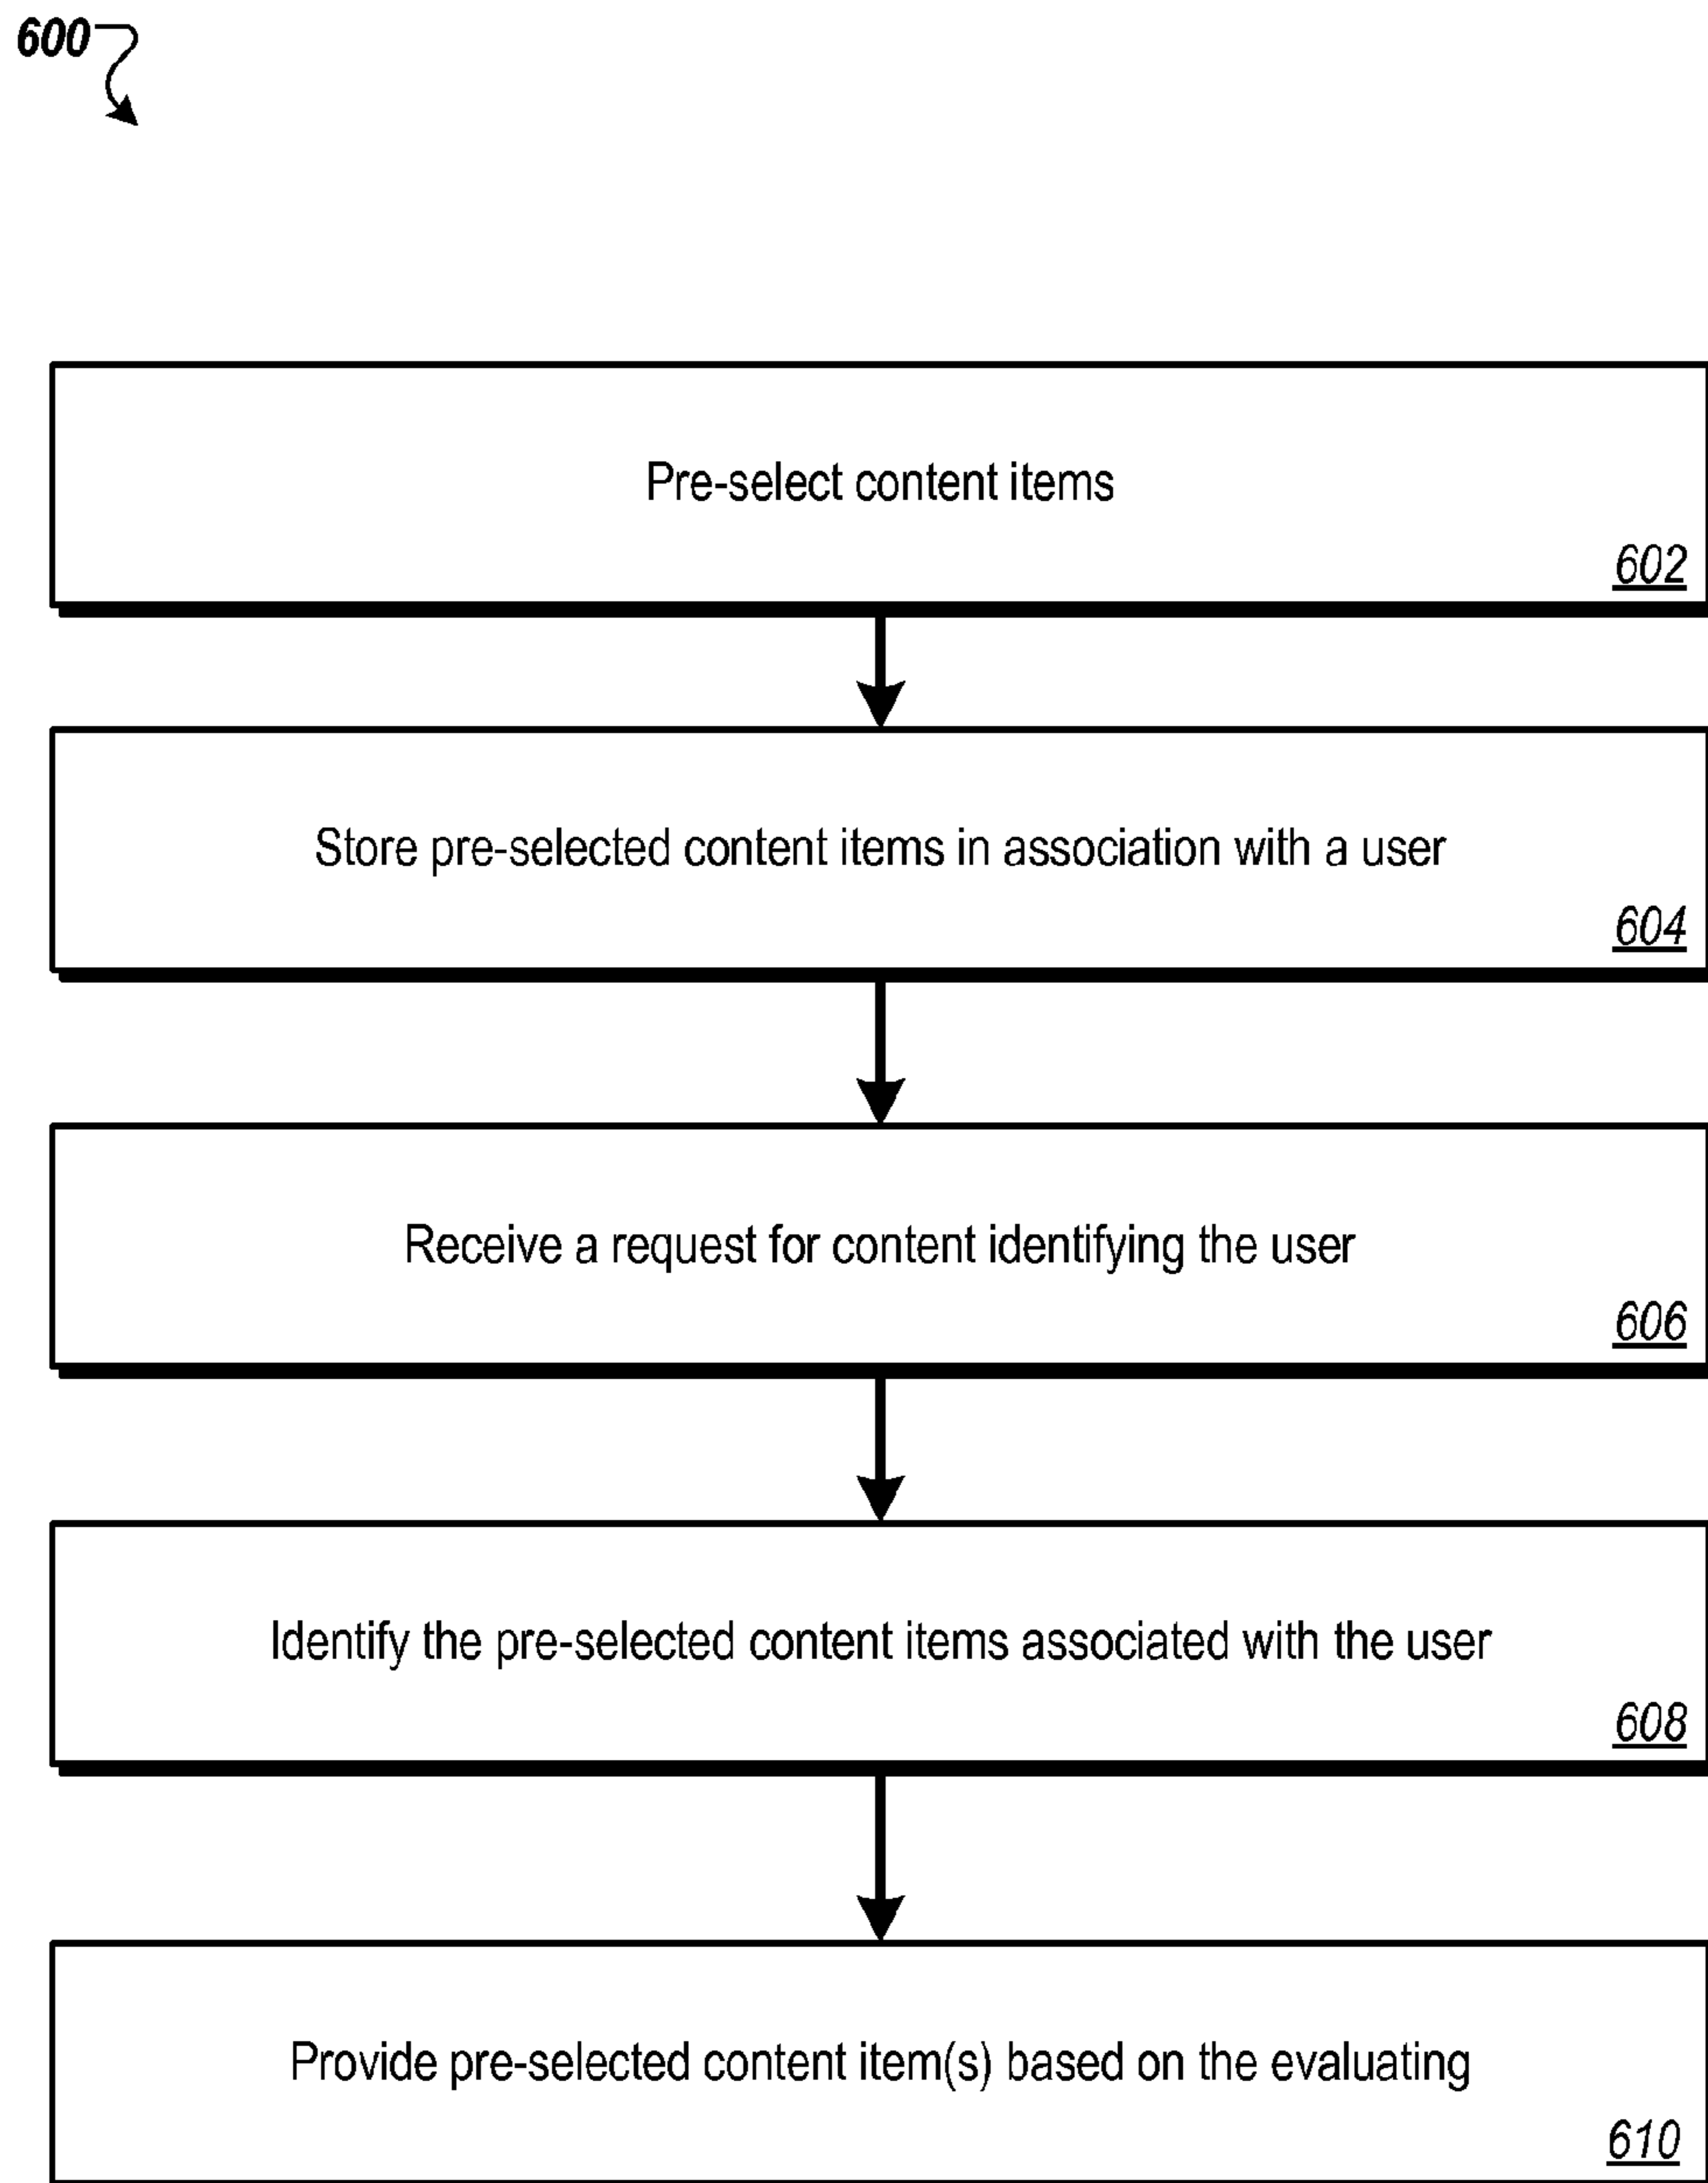 600
Pre-select content items
602
Store pre-selected content items in association with a user
604
Receive a request for content identifying the user
606
Identify the pre-selected content items associated with the user
608
Provide pre-selected content item(s) based on the evaluating
610